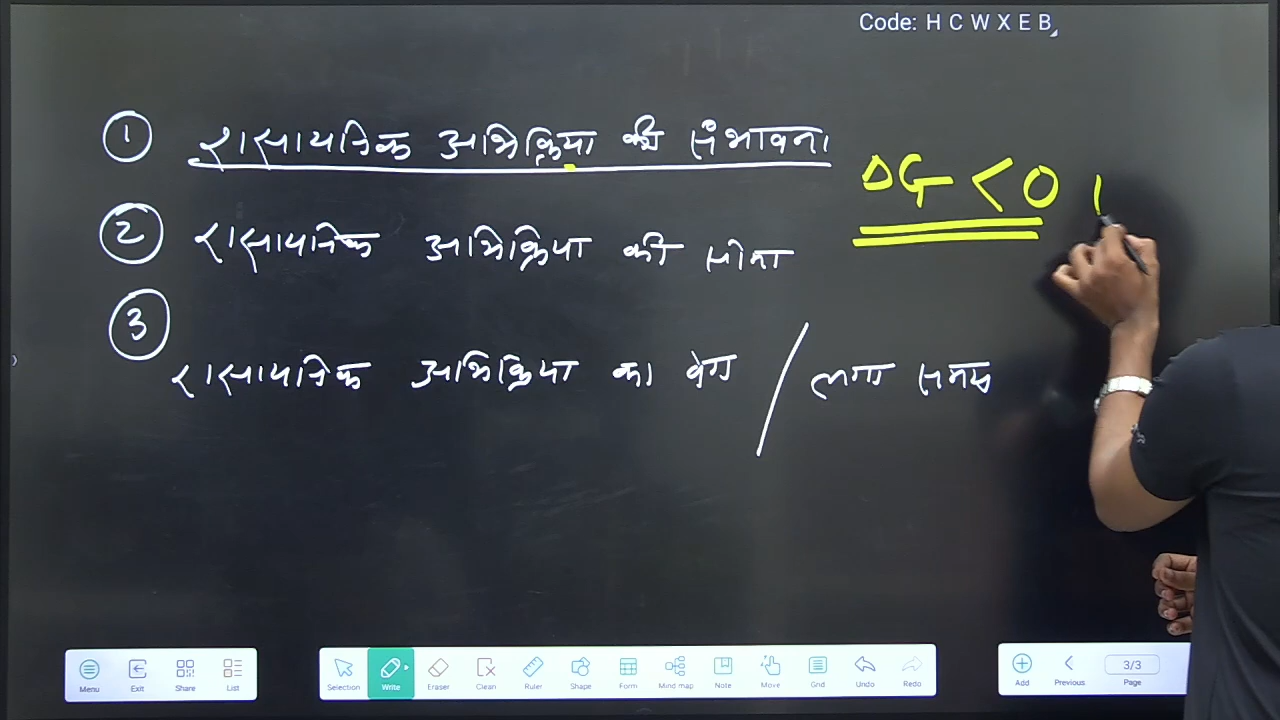 Code: H C W X E B
1 रासायनिक अभिक्रिया की संभावना
ΔG < 0
2 रासायनिक अभिक्रिया की सीमा
3
रासायनिक अभिक्रिया का वेग / लगा समय
Menu Exit Share List Selection Write Eraser Clean Ruler Shape Form Mind map Note Move Grid Undo Redo Add Previous 3/3 Page